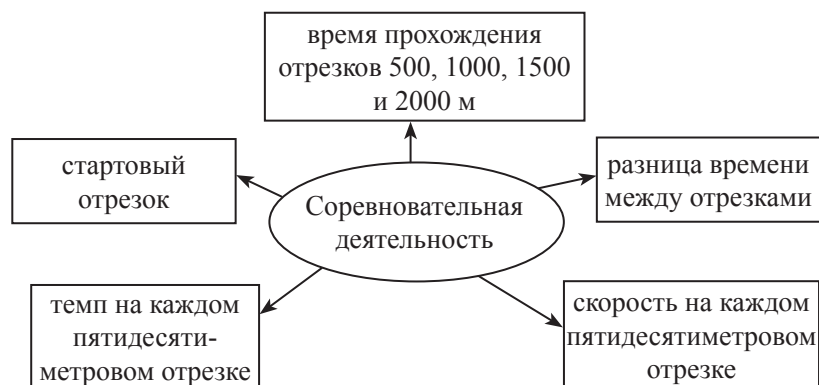 время прохождения
отрезков 500, 1000, 1500
и 2000 м
стартовый
отрезок
разница времени
между отрезками
Соревновательная
деятельность
темп на каждом
пятидесяти-
метровом отрезке
скорость на каждом
пятидесятиметровом
отрезке